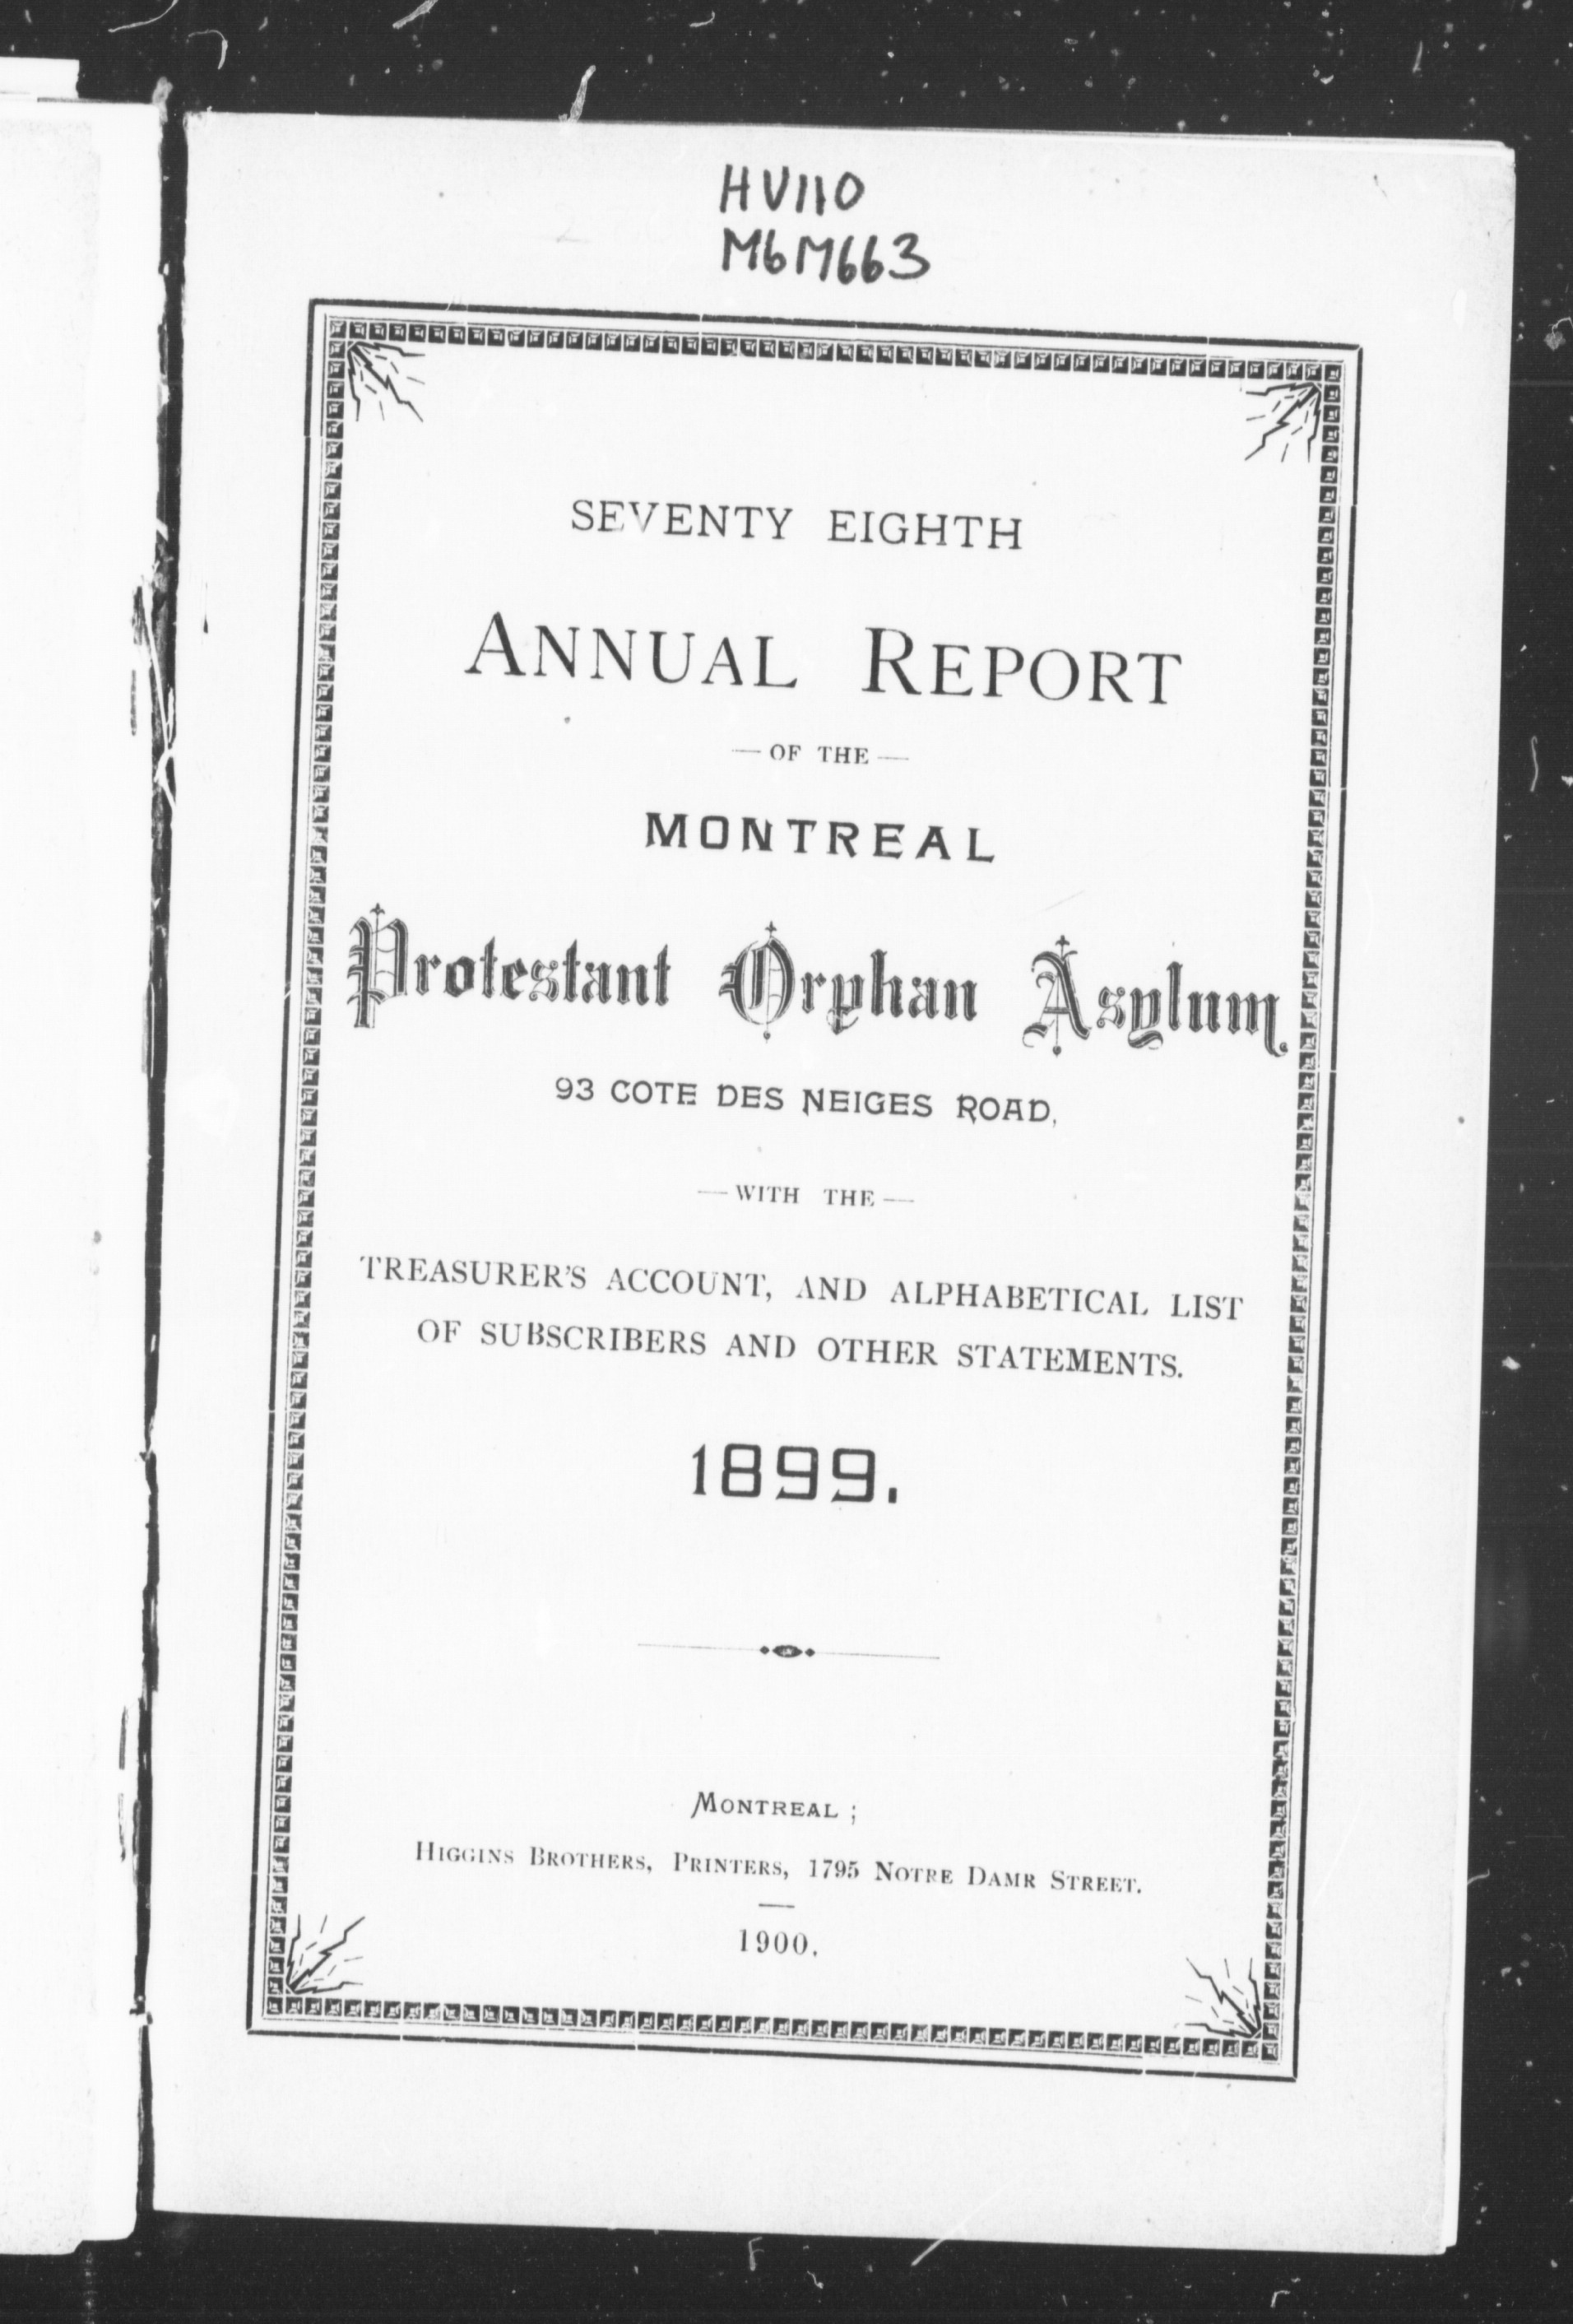 HV110
M6M663
SEVENTY EIGHTH
ANNUAL REPORT
— OF THE —
MONTREAL
Protestant Orphan Asylum.
93 COTE DES NEIGES ROAD,
— WITH THE —
TREASURER'S ACCOUNT, AND ALPHABETICAL LIST
OF SUBSCRIBERS AND OTHER STATEMENTS.
1899.
MONTREAL ;
HIGGINS BROTHERS, PRINTERS, 1795 NOTRE DAMR STREET.
1900.